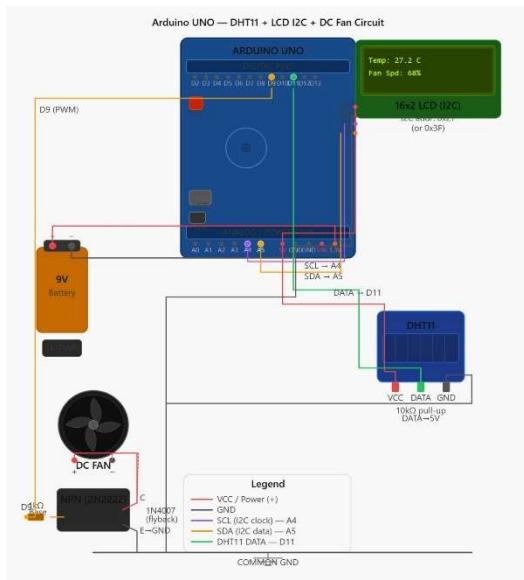 Arduino UNO — DHT11 + LCD I2C + DC Fan Circuit
ARDUINO UNO
D2 D3 D4 D5 D6 D7 D8 D9 D10 D11 D12 D13
Temp: 27.2 C
Fan Spd: 68%
16x2 LCD (I2C)
(or 0x3F)
D9 (PWM)
A0 A1 A2 A3 A4 A5
SCL → A4
SDA → A5
9V
Battery
DATA → D11
DHT11
VCC DATA GND
10kΩ pull-up
DATA→5V
DC FAN
+ −
NPN (2N2222)
C
1N4007
(flyback)
E→GND
Legend
VCC / Power (+)
GND
SCL (I2C clock) — A4
SDA (I2C data) — A5
DHT11 DATA — D11
COMMON GND